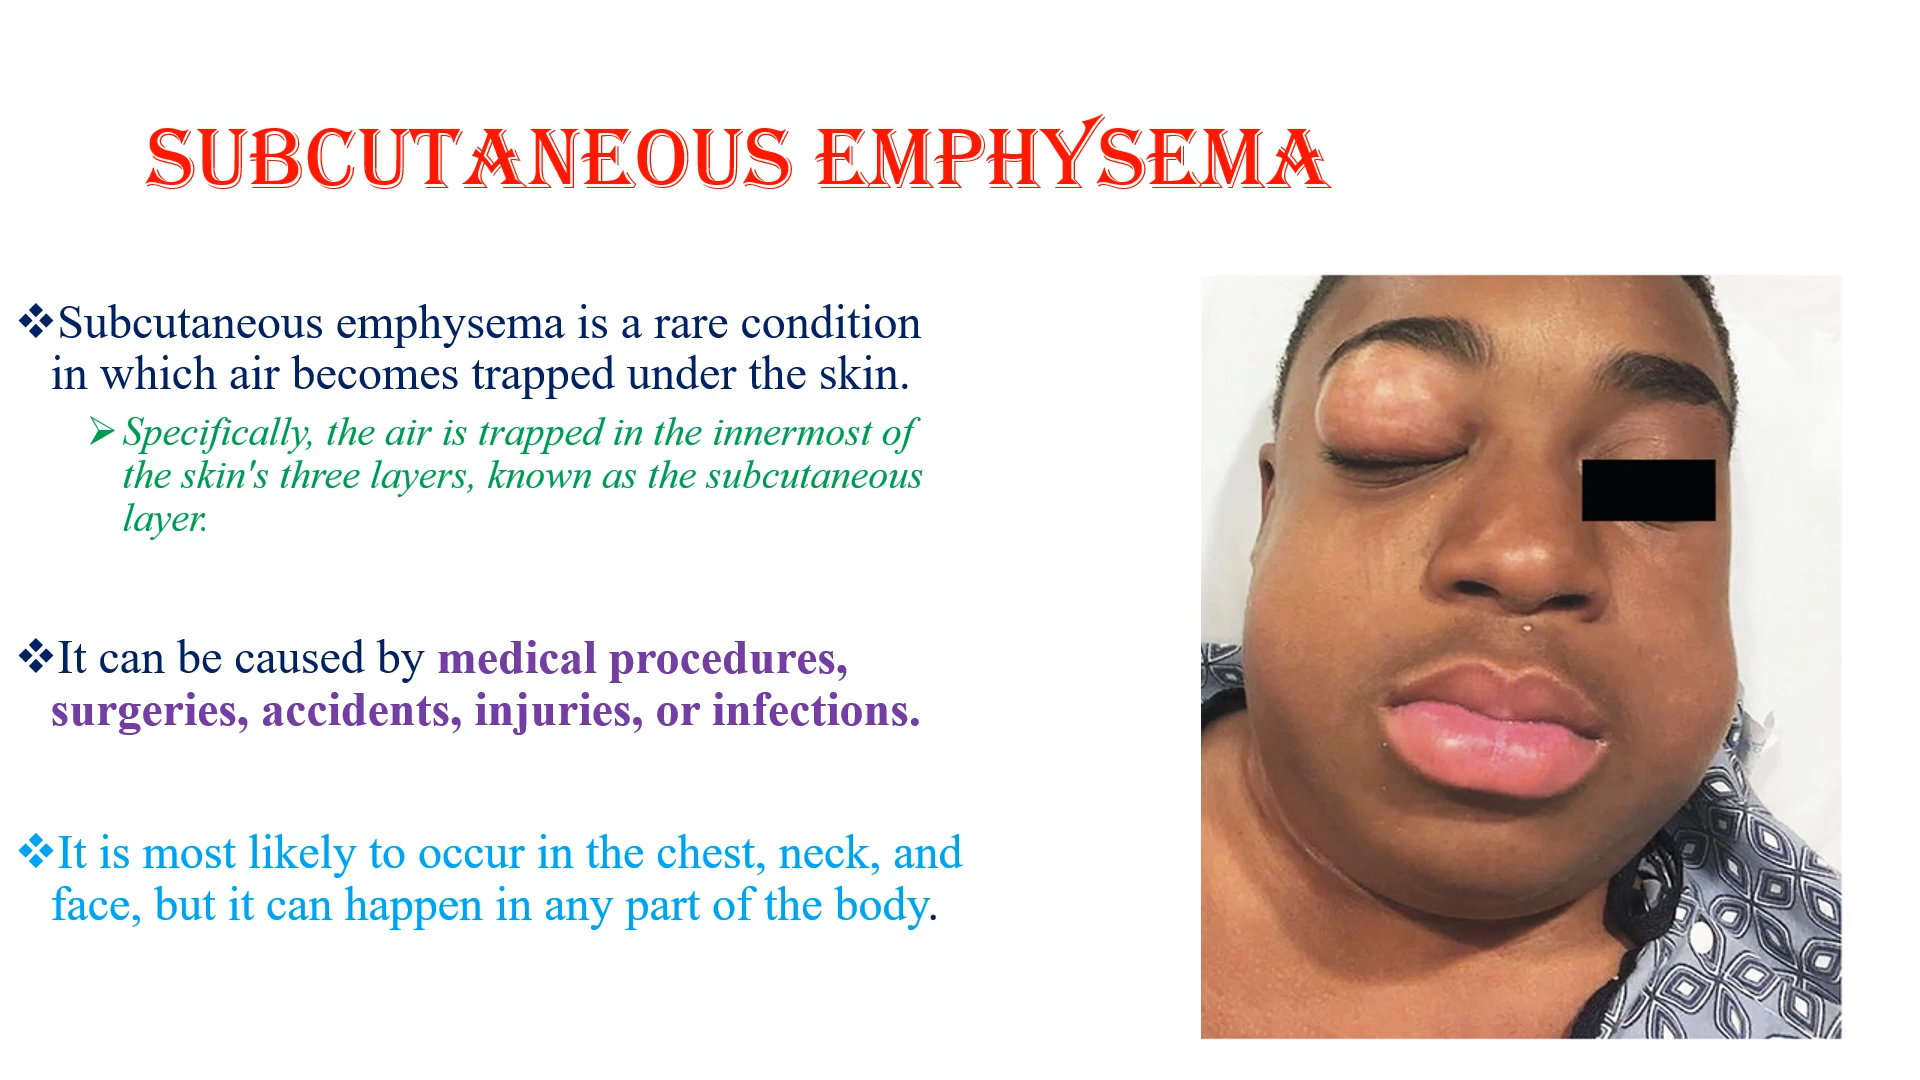 SUBCUTANEOUS EMPHYSEMA
❖Subcutaneous emphysema is a rare condition
in which air becomes trapped under the skin.
➢Specifically, the air is trapped in the innermost of
the skin's three layers, known as the subcutaneous
layer.
❖It can be caused by medical procedures,
surgeries, accidents, injuries, or infections.
❖It is most likely to occur in the chest, neck, and
face, but it can happen in any part of the body.